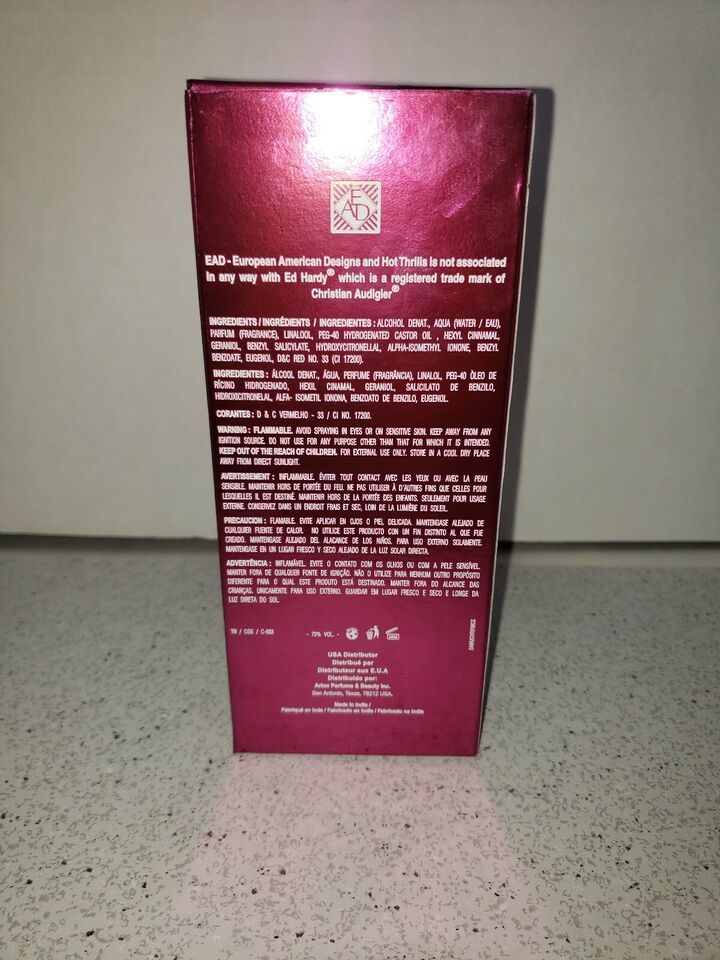 EAD
EAD - European American Designs and Hot Thrills is not associated
in any way with Ed Hardy® which is a registered trade mark of
Christian Audigier®
INGREDIENTS / INGRÉDIENTS / INGREDIENTES : ALCOHOL DENAT., AQUA (WATER / EAU),
PARFUM (FRAGRANCE), LINALOOL, PEG-40 HYDROGENATED CASTOR OIL , HEXYL CINNAMAL,
GERANIOL, BENZYL SALICYLATE, HYDROXYCITRONELLAL, ALPHA-ISOMETHYL IONONE, BENZYL
BENZOATE, EUGENOL, D&C RED NO. 33 (CI 17200).
INGREDIENTES : ÁLCOOL DENAT., ÁGUA, PERFUME (FRAGRÂNCIA), LINALOL, PEG-40 ÒLEO DE
RÍCINO HIDROGENADO, HEXIL CINAMAL, GERANIOL, SALICILATO DE BENZILO,
HIDROXICITRONELAL, ALFA- ISOMETIL IONONA, BENZOATO DE BENZILO, EUGENOL.
CORANTES : D & C VERMELHO - 33 / CI NO. 17200.
WARNING : FLAMMABLE. AVOID SPRAYING IN EYES OR ON SENSITIVE SKIN. KEEP AWAY FROM ANY
IGNITION SOURCE. DO NOT USE FOR ANY PURPOSE OTHER THAN THAT FOR WHICH IT IS INTENDED.
KEEP OUT OF THE REACH OF CHILDREN. FOR EXTERNAL USE ONLY. STORE IN A COOL DRY PLACE
AWAY FROM DIRECT SUNLIGHT.
AVERTISSEMENT : INFLAMMABLE. ÉVITER TOUT CONTACT AVEC LES YEUX OU AVEC LA PEAU
SENSIBLE. MANTENIR HORS DE PORTÉE DU FEU. NE PAS UTILISER À D'AUTRES FINS QUE CELLES POUR
LESQUELLES IL EST DESTINÉ. MAINTENIR HORS DE LA PORTÉE DES ENFANTS. SEULEMENT POUR USAGE
EXTERNE. CONSERVEZ DANS UN ENDROIT FRAIS ET SEC, LOIN DE LA LUMIÈRE DU SOLEIL.
PRECAUCION : FLAMABLE. EVITE APLICAR EN OJOS O PIEL DELICADA. MANTENGASE ALEJADO DE
CUALQUIER FUENTE DE CALOR. NO UTILICE ESTE PRODUCTO CON UN FIN DISTINTO AL QUE FUE
CREADO. MANTENGASE ALEJADO DEL ALACANCE DE LOS NIÑOS. PARA USO EXTERNO SOLAMENTE.
MANTENGASE EN UN LUGAR FRESCO Y SECO ALEJADO DE LA LUZ SOLAR DIRECTA.
ADVERTÊNCIA : INFLAMÁVEL. EVITE O CONTATO COM OS OLHOS OU COM A PELE SENSÍVEL.
MANTER FORA DE QUALQUER FONTE DE IGNIÇÃO. NÃO O UTILIZE PARA NENHUM OUTRO PROPÓSITO
DIFERENTE PARA O QUAL ESTE PRODUTO ESTÁ DESTINADO. MANTER FORA DO ALCANCE DAS
CRIANÇAS. UNICAMENTE PARA USO EXTERNO. GUARDAR EM LUGAR FRESCO E SECO E LONGE DA
LUZ DIRETA DO SOL.
TN / COS / C-933
- 73% VOL. -
USA Distributor
Distribué par
Distributeur aux E.U.A
Distribuído por:
Arlon Parfums & Beauty Inc.
San Antonio, Texas, 78212 USA.
Made in India /
Fabriqué en Inde / Fabricado en India / Fabricado na India